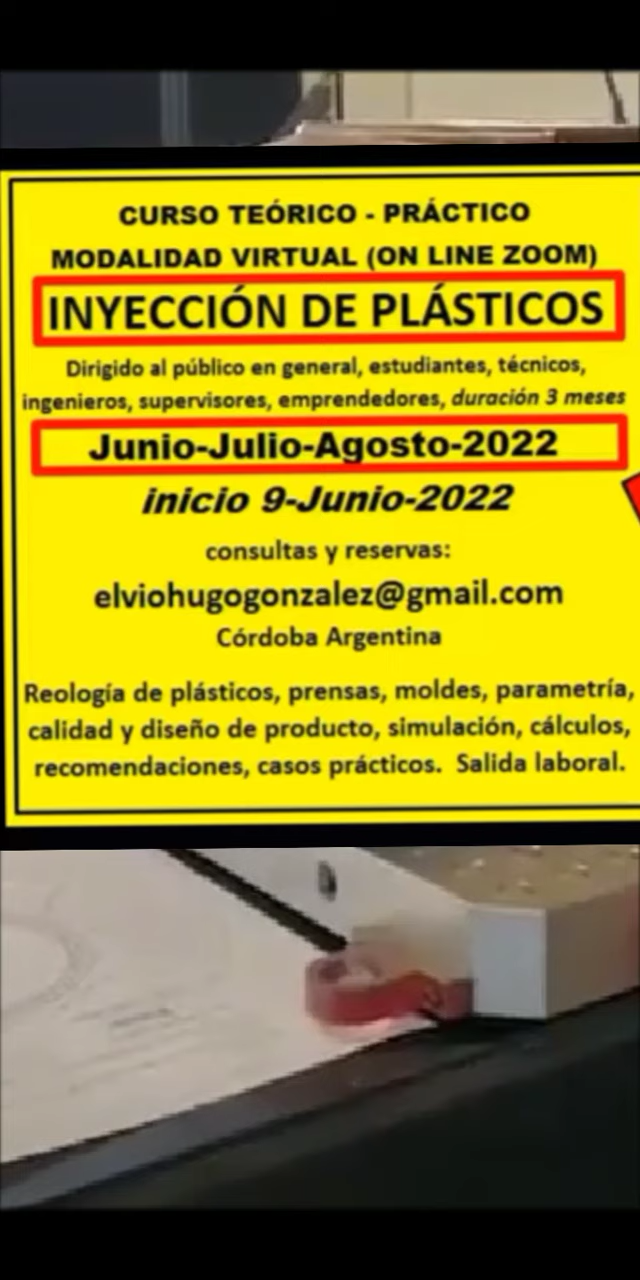 CURSO TEÓRICO - PRÁCTICO
MODALIDAD VIRTUAL (ON LINE ZOOM)
INYECCIÓN DE PLÁSTICOS
Dirigido al público en general, estudiantes, técnicos,
ingenieros, supervisores, emprendedores, duración 3 meses
Junio-Julio-Agosto-2022
inicio 9-Junio-2022
consultas y reservas:
elviohugogonzalez@gmail.com
Córdoba Argentina
Reología de plásticos, prensas, moldes, parametría,
calidad y diseño de producto, simulación, cálculos,
recomendaciones, casos prácticos. Salida laboral.